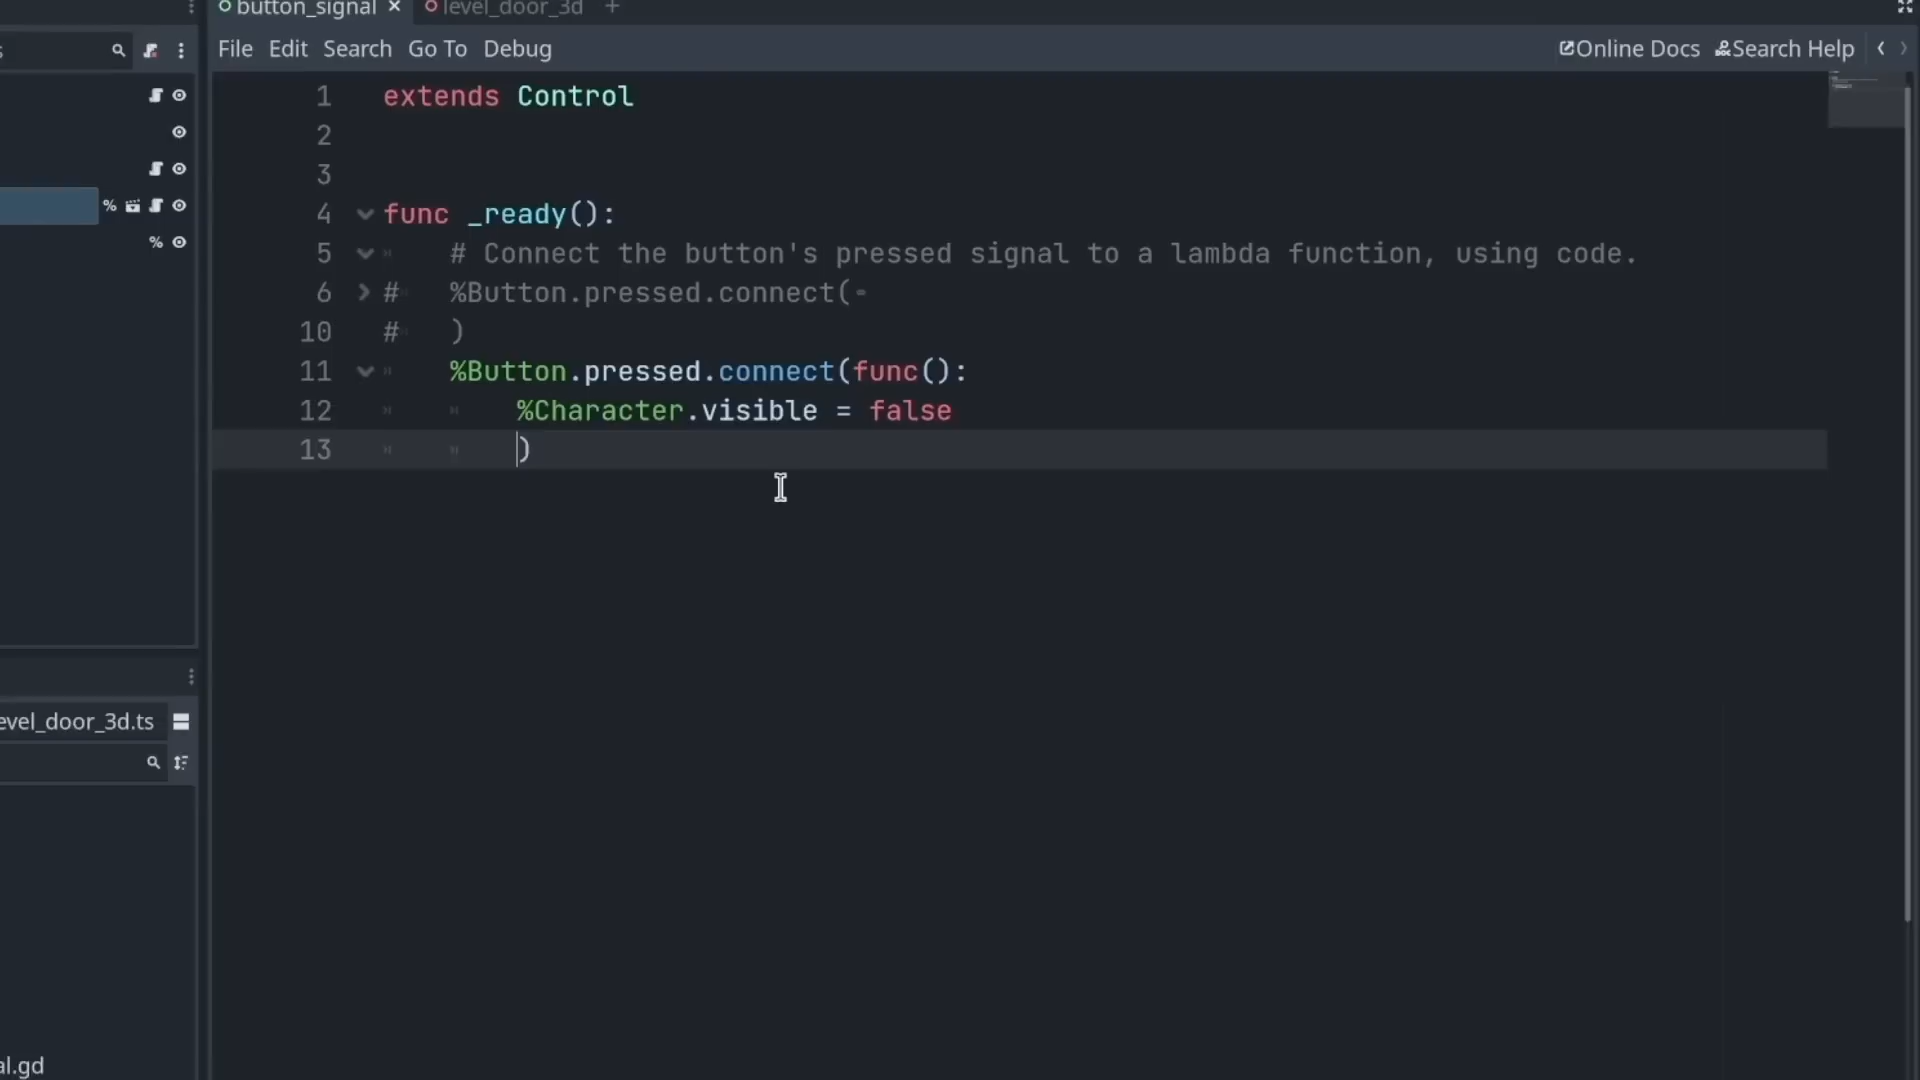 button_signal × level_door_3d +
File Edit Search Go To Debug Online Docs Search Help
1 extends Control
2
3
4 func _ready():
5 # Connect the button's pressed signal to a lambda function, using code.
6 # %Button.pressed.connect(
10 # )
11 %Button.pressed.connect(func():
12 %Character.visible = false
13 )
%
%
evel_door_3d.ts
al.gd